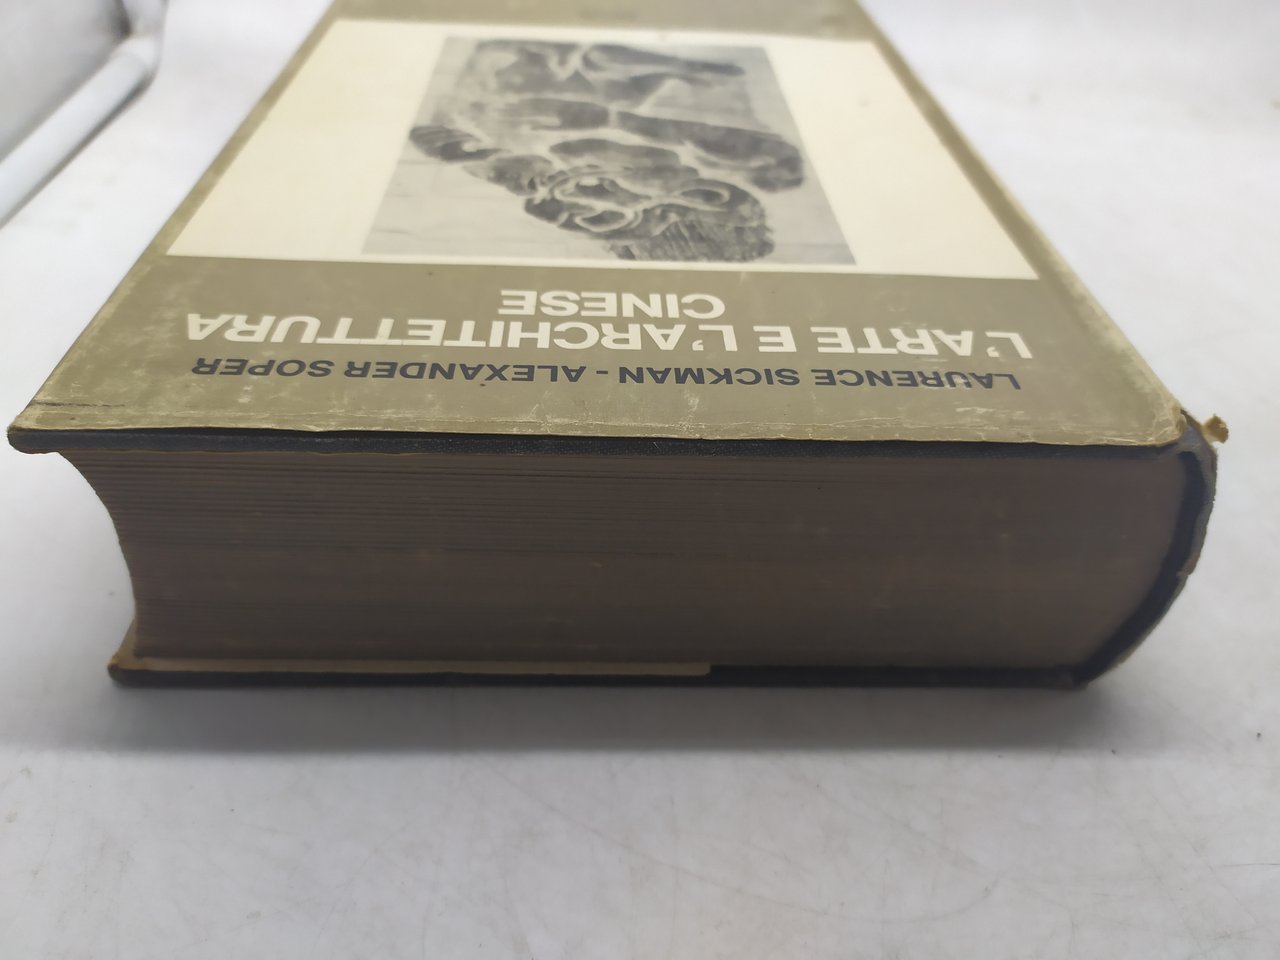 LAURENCE SICKMAN - ALEXANDER SOPER
L'ARTE E L'ARCHITETTURA
CINESE